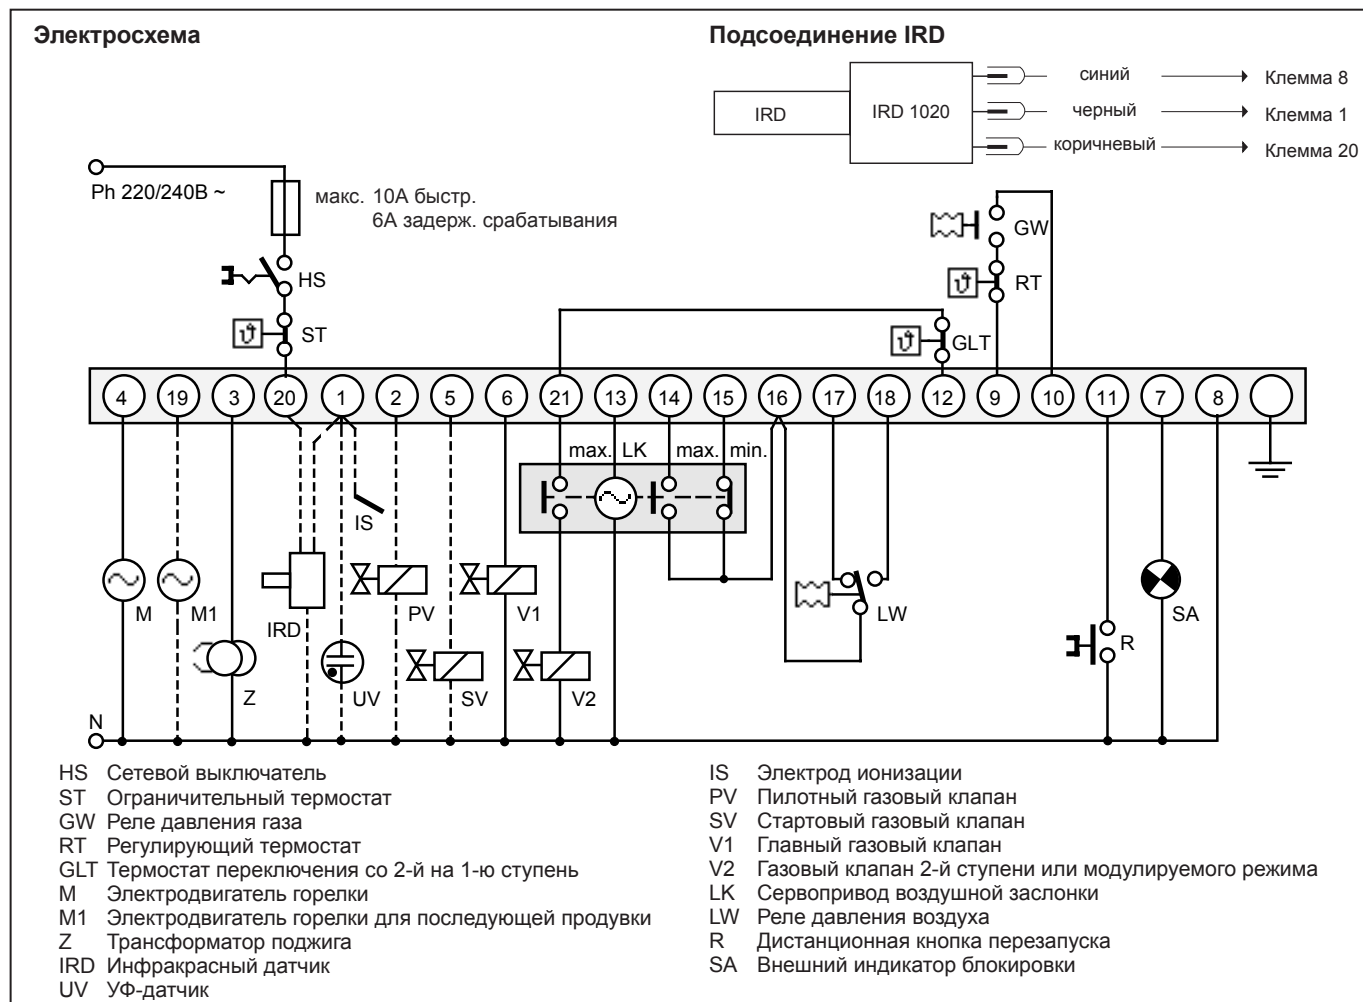 Электросхема
Подсоединение IRD
IRD
IRD 1020
синий
Клемма 8
черный
Клемма 1
коричневый
Клемма 20
Ph 220/240В ~
макс. 10А быстр.
6А задерж. срабатывания
HS
ST
GW
RT
GLT
4 19 3 20 1 2 5 6 21 13 14 15 16 17 18 12 9 10 11 7 8
max. LK max. min.
IS
M
M1
IRD
PV
V1
LW
R
SA
Z
UV
SV
V2
N
HS Сетевой выключатель
ST Ограничительный термостат
GW Реле давления газа
RT Регулирующий термостат
GLT Термостат переключения со 2-й на 1-ю ступень
M Электродвигатель горелки
M1 Электродвигатель горелки для последующей продувки
Z Трансформатор поджига
IRD Инфракрасный датчик
UV УФ-датчик
IS Электрод ионизации
PV Пилотный газовый клапан
SV Стартовый газовый клапан
V1 Главный газовый клапан
V2 Газовый клапан 2-й ступени или модулируемого режима
LK Сервопривод воздушной заслонки
LW Реле давления воздуха
R Дистанционная кнопка перезапуска
SA Внешний индикатор блокировки